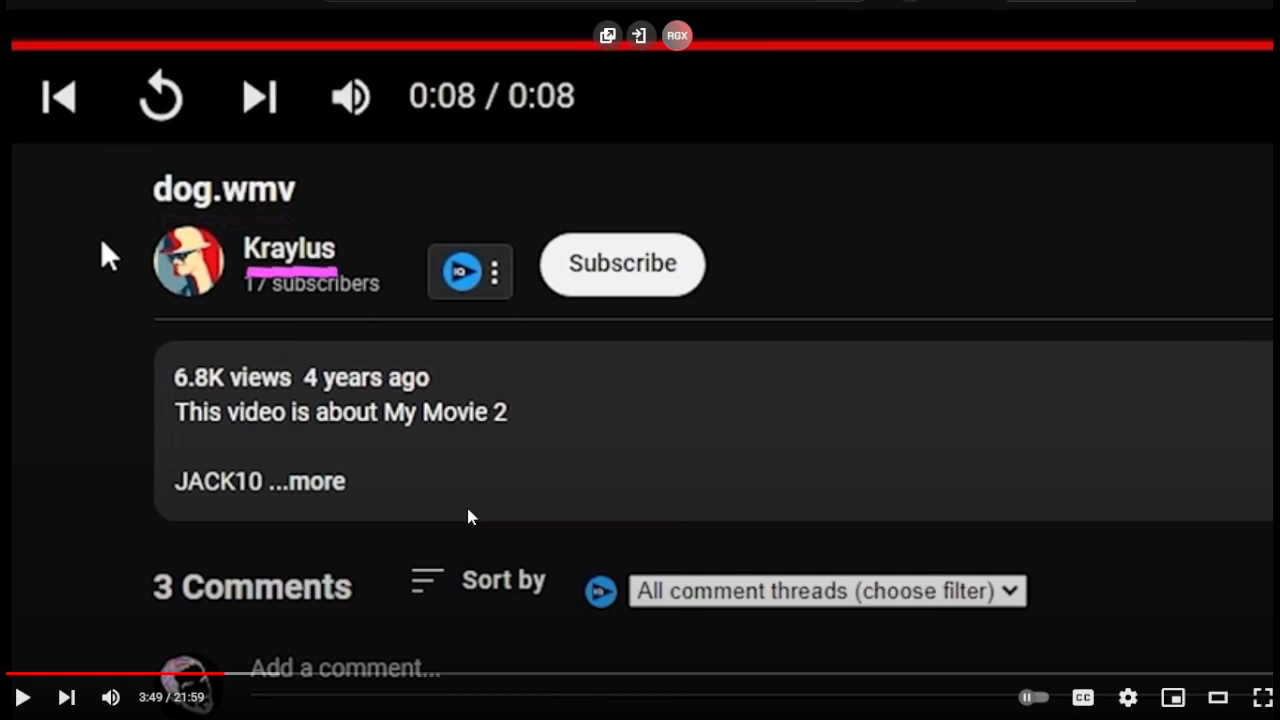 RGX
0:08 / 0:08
dog.wmv
Kraylus
17 subscribers
Subscribe
6.8K views 4 years ago
This video is about My Movie 2
JACK10 ...more
3 Comments
Sort by
All comment threads (choose filter)
Add a comment...
3:49 / 21:59
CC